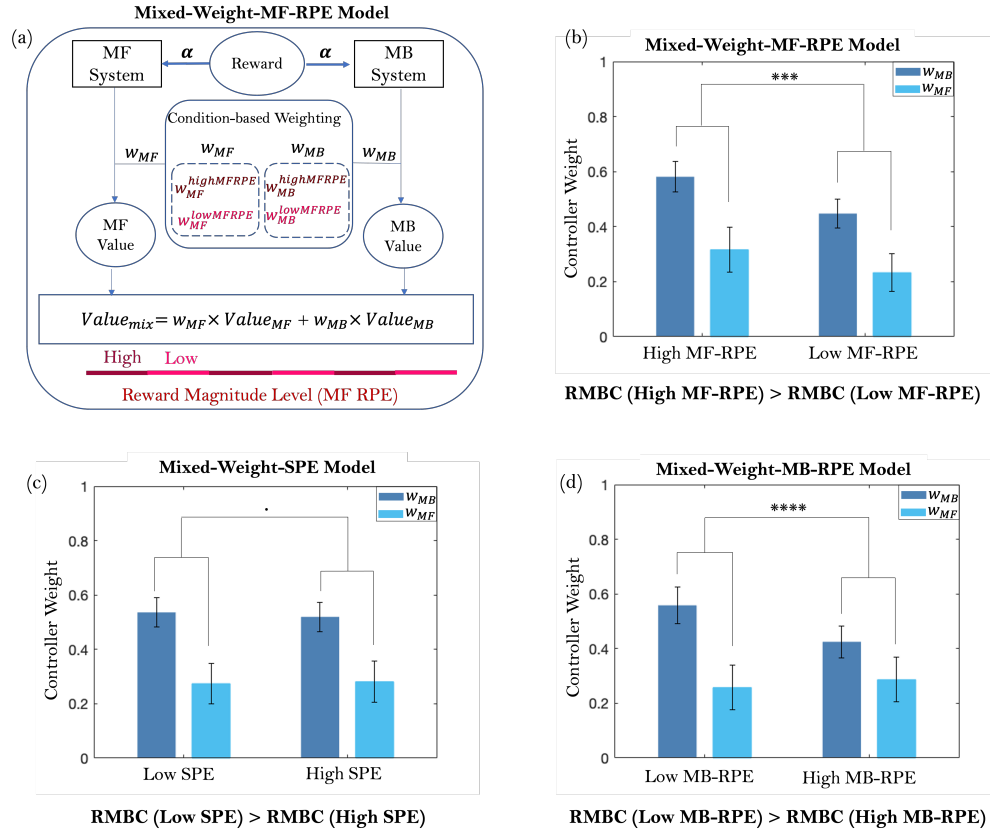 Mixed-Weight-MF-RPE Model
(a)
MF
System
α
Reward
α
MB
System
Condition-based Weighting
w_MF
w_MF
w_MB
w_MB
w_MF^highMFRPE
w_MB^highMFRPE
w_MF^lowMFRPE
w_MB^lowMFRPE
MF
Value
MB
Value
Value_mix = w_MF × Value_MF + w_MB × Value_MB
High Low
Reward Magnitude Level (MF RPE)
(b)
Mixed-Weight-MF-RPE Model
1
0.8
0.6
0.4
0.2
0
Controller Weight
***
w_MB
w_MF
High MF-RPE
Low MF-RPE
RMBC (High MF-RPE) > RMBC (Low MF-RPE)
(c)
Mixed-Weight-SPE Model
1
0.8
0.6
0.4
0.2
0
Controller Weight
·
w_MB
w_MF
Low SPE
High SPE
RMBC (Low SPE) > RMBC (High SPE)
(d)
Mixed-Weight-MB-RPE Model
1
0.8
0.6
0.4
0.2
0
Controller Weight
****
w_MB
w_MF
Low MB-RPE
High MB-RPE
RMBC (Low MB-RPE) > RMBC (High MB-RPE)